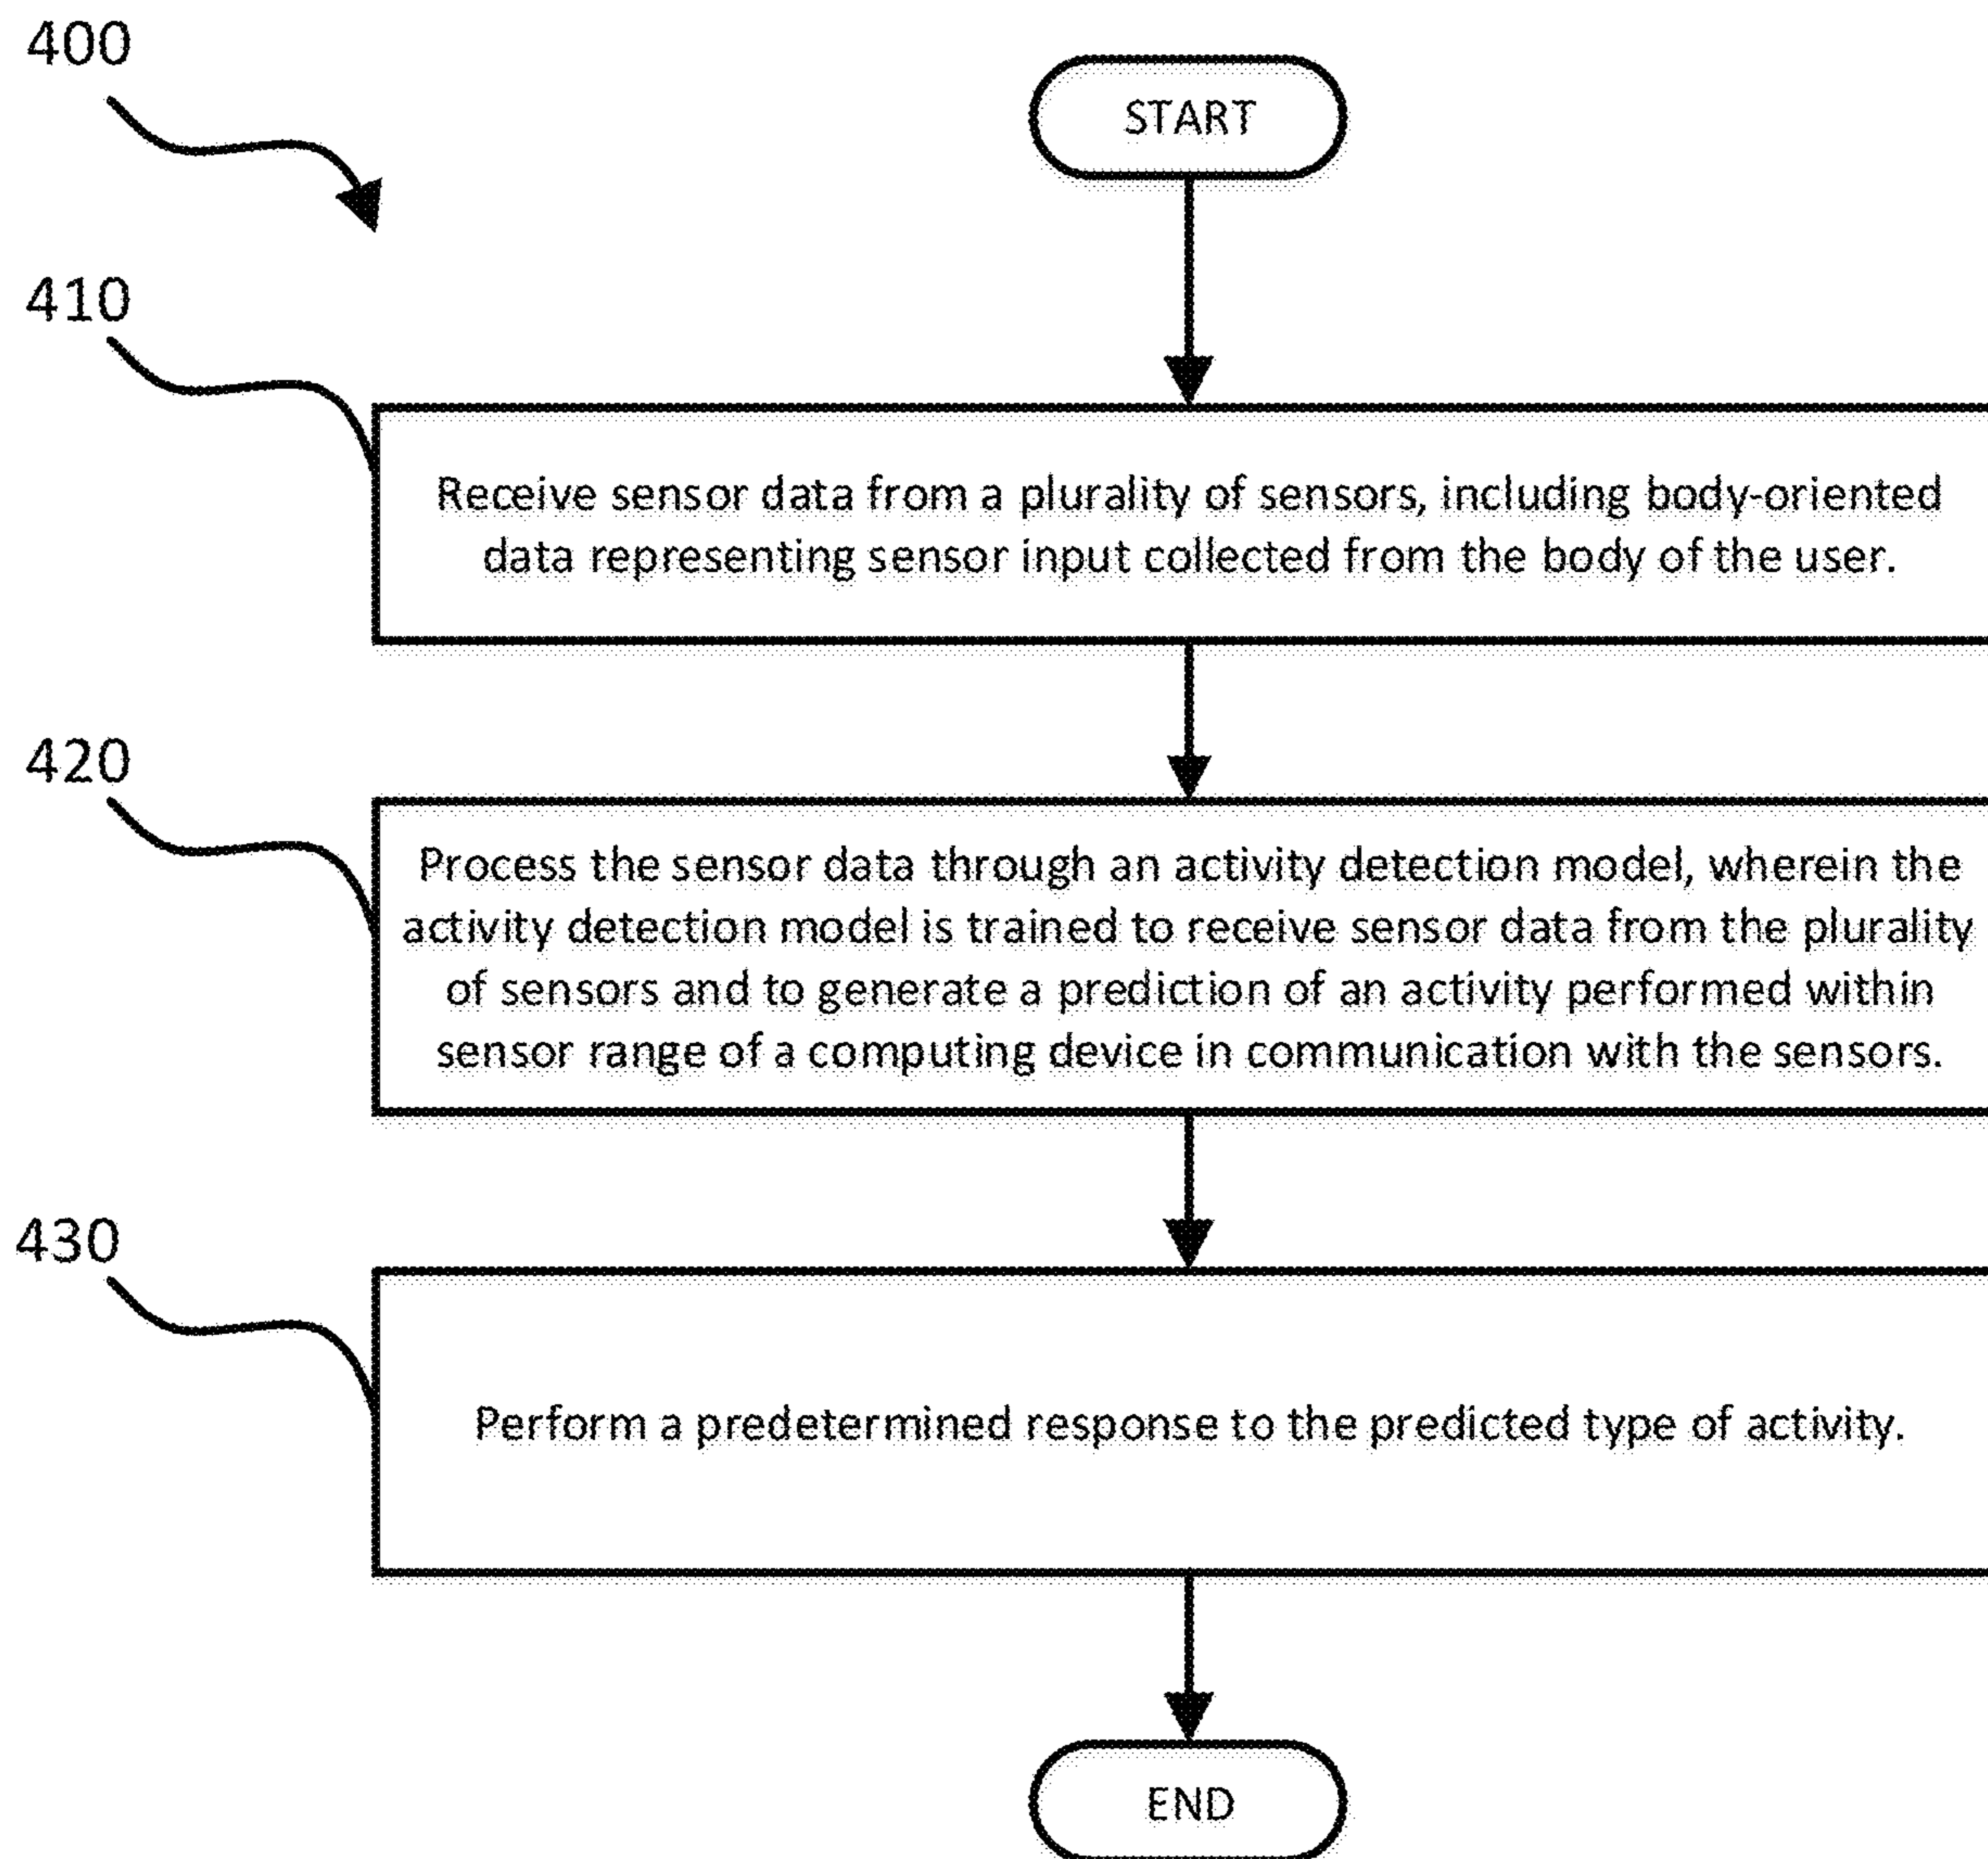 400
START
410
Receive sensor data from a plurality of sensors, including body-oriented
data representing sensor input collected from the body of the user.
420
Process the sensor data through an activity detection model, wherein the
activity detection model is trained to receive sensor data from the plurality
of sensors and to generate a prediction of an activity performed within
sensor range of a computing device in communication with the sensors.
430
Perform a predetermined response to the predicted type of activity.
END